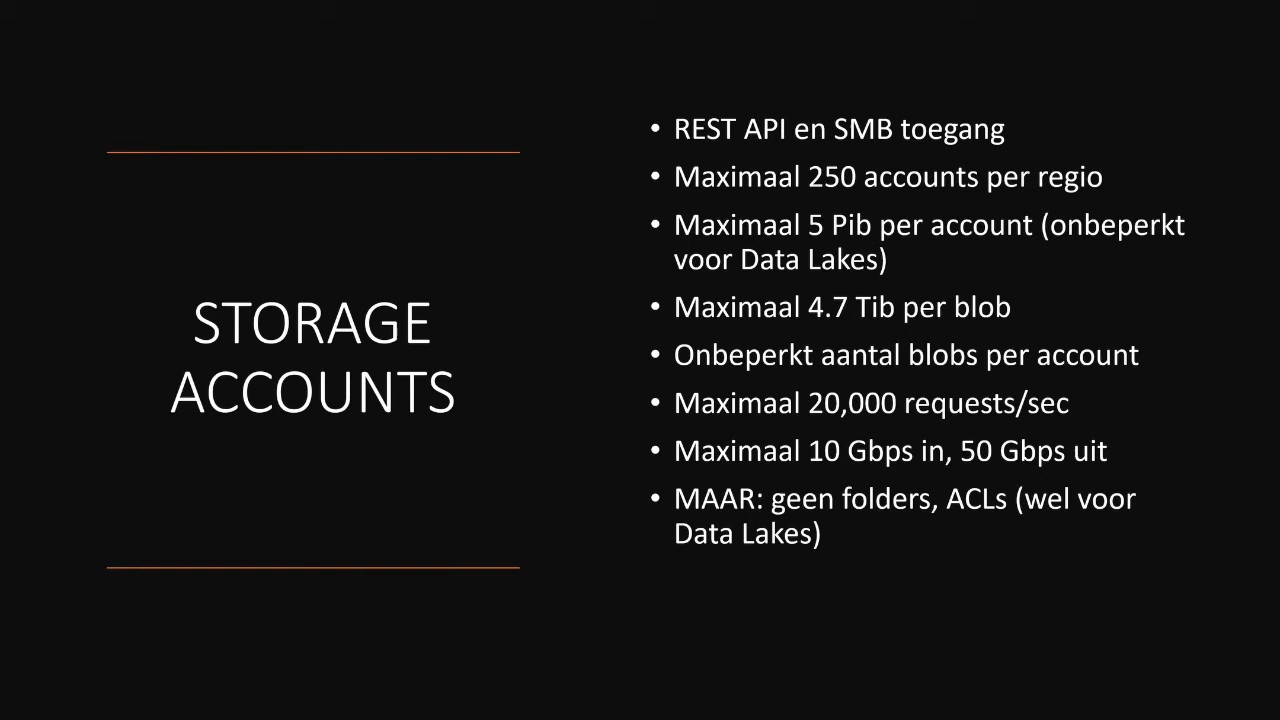 STORAGE
ACCOUNTS
• REST API en SMB toegang
• Maximaal 250 accounts per regio
• Maximaal 5 Pib per account (onbeperkt
voor Data Lakes)
• Maximaal 4.7 Tib per blob
• Onbeperkt aantal blobs per account
• Maximaal 20,000 requests/sec
• Maximaal 10 Gbps in, 50 Gbps uit
• MAAR: geen folders, ACLs (wel voor
Data Lakes)